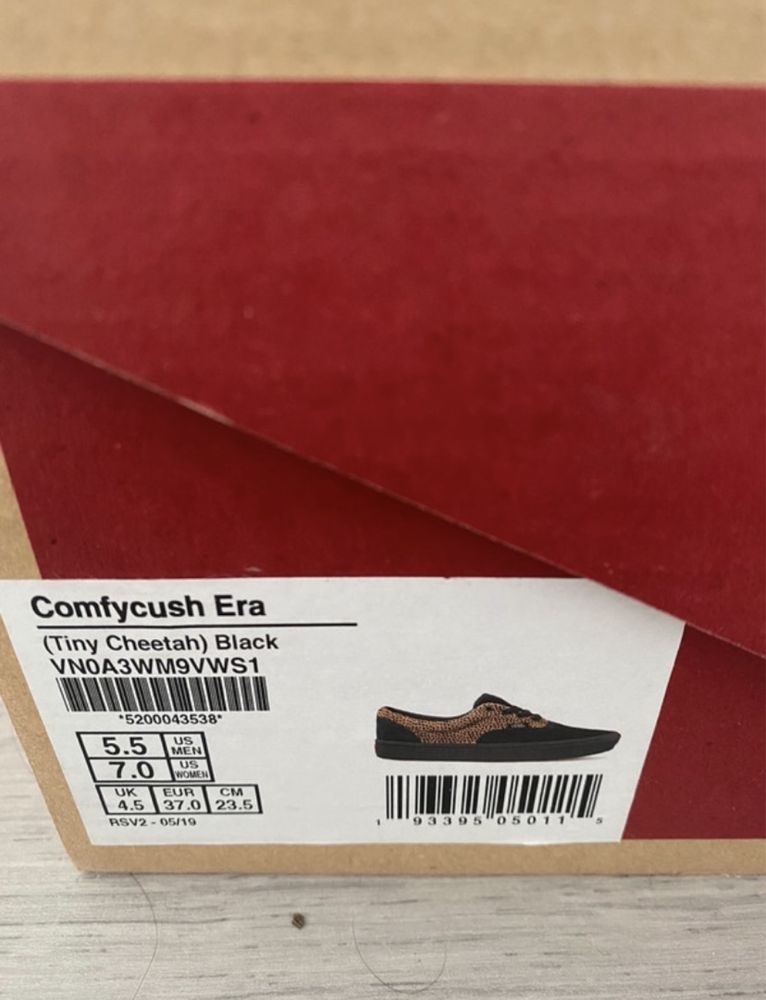 Comfycush Era
(Tiny Cheetah) Black
VN0A3WM9VWS1
*5200043538*
5.5 US MEN
7.0 US WOMEN
UK EUR CM
4.5 37.0 23.5
RSV2 - 05/19
1 93395 05011 5